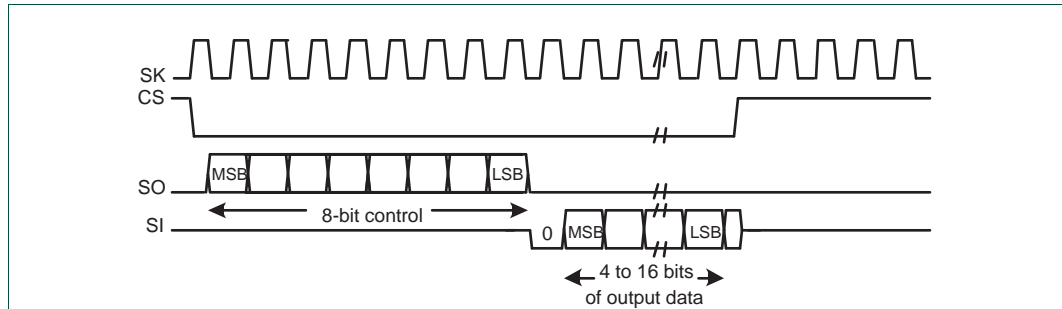 SK
CS
MSB LSB
SO
8-bit control
SI
0 MSB LSB
4 to 16 bits
of output data